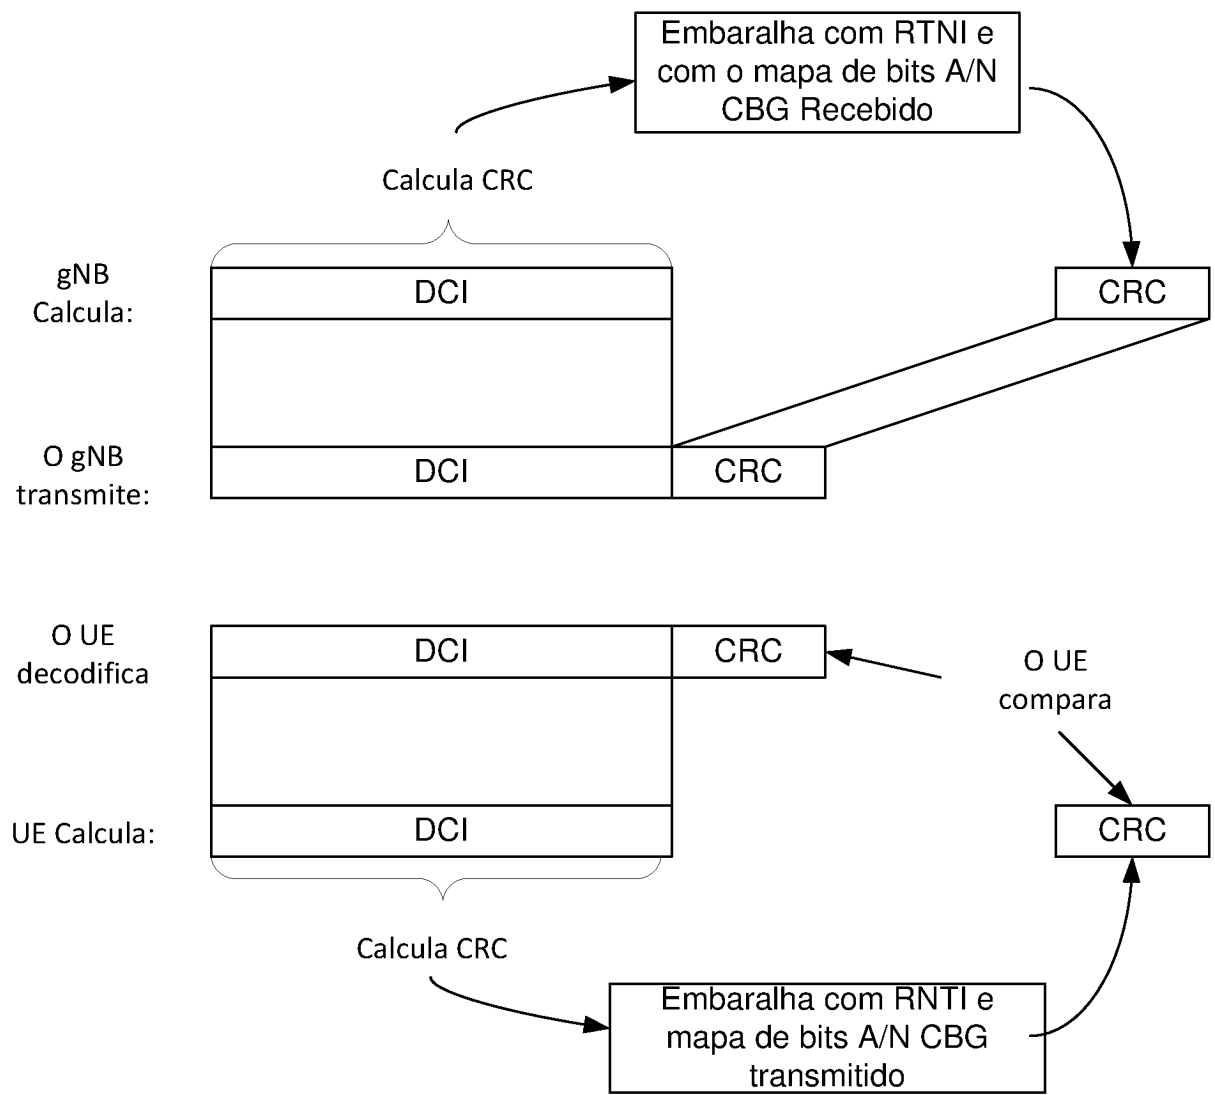 Embaralha com RTNI e
com o mapa de bits A/N
CBG Recebido
Calcula CRC
gNB
Calcula:
DCI
CRC
O gNB
transmite:
DCI
CRC
O UE
decodifica
DCI
CRC
O UE
compara
UE Calcula:
DCI
CRC
Calcula CRC
Embaralha com RNTI e
mapa de bits A/N CBG
transmitido